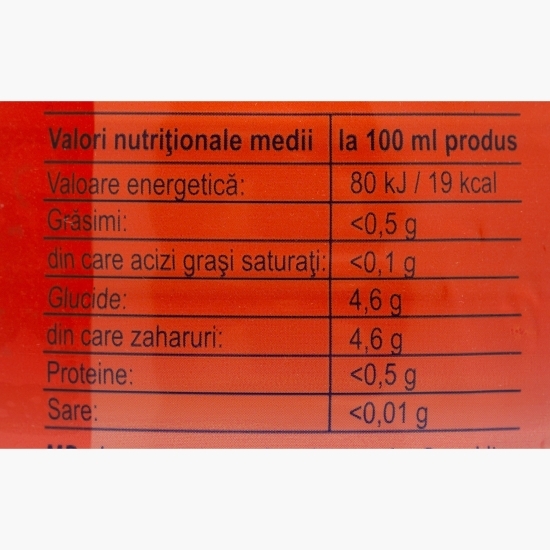 Valori nutriţionale medii la 100 ml produs
Valoare energetică: 80 kJ / 19 kcal
Grăsimi: <0,5 g
din care acizi graşi saturaţi: <0,1 g
Glucide: 4,6 g
din care zaharuri: 4,6 g
Proteine: <0,5 g
Sare: <0,01 g